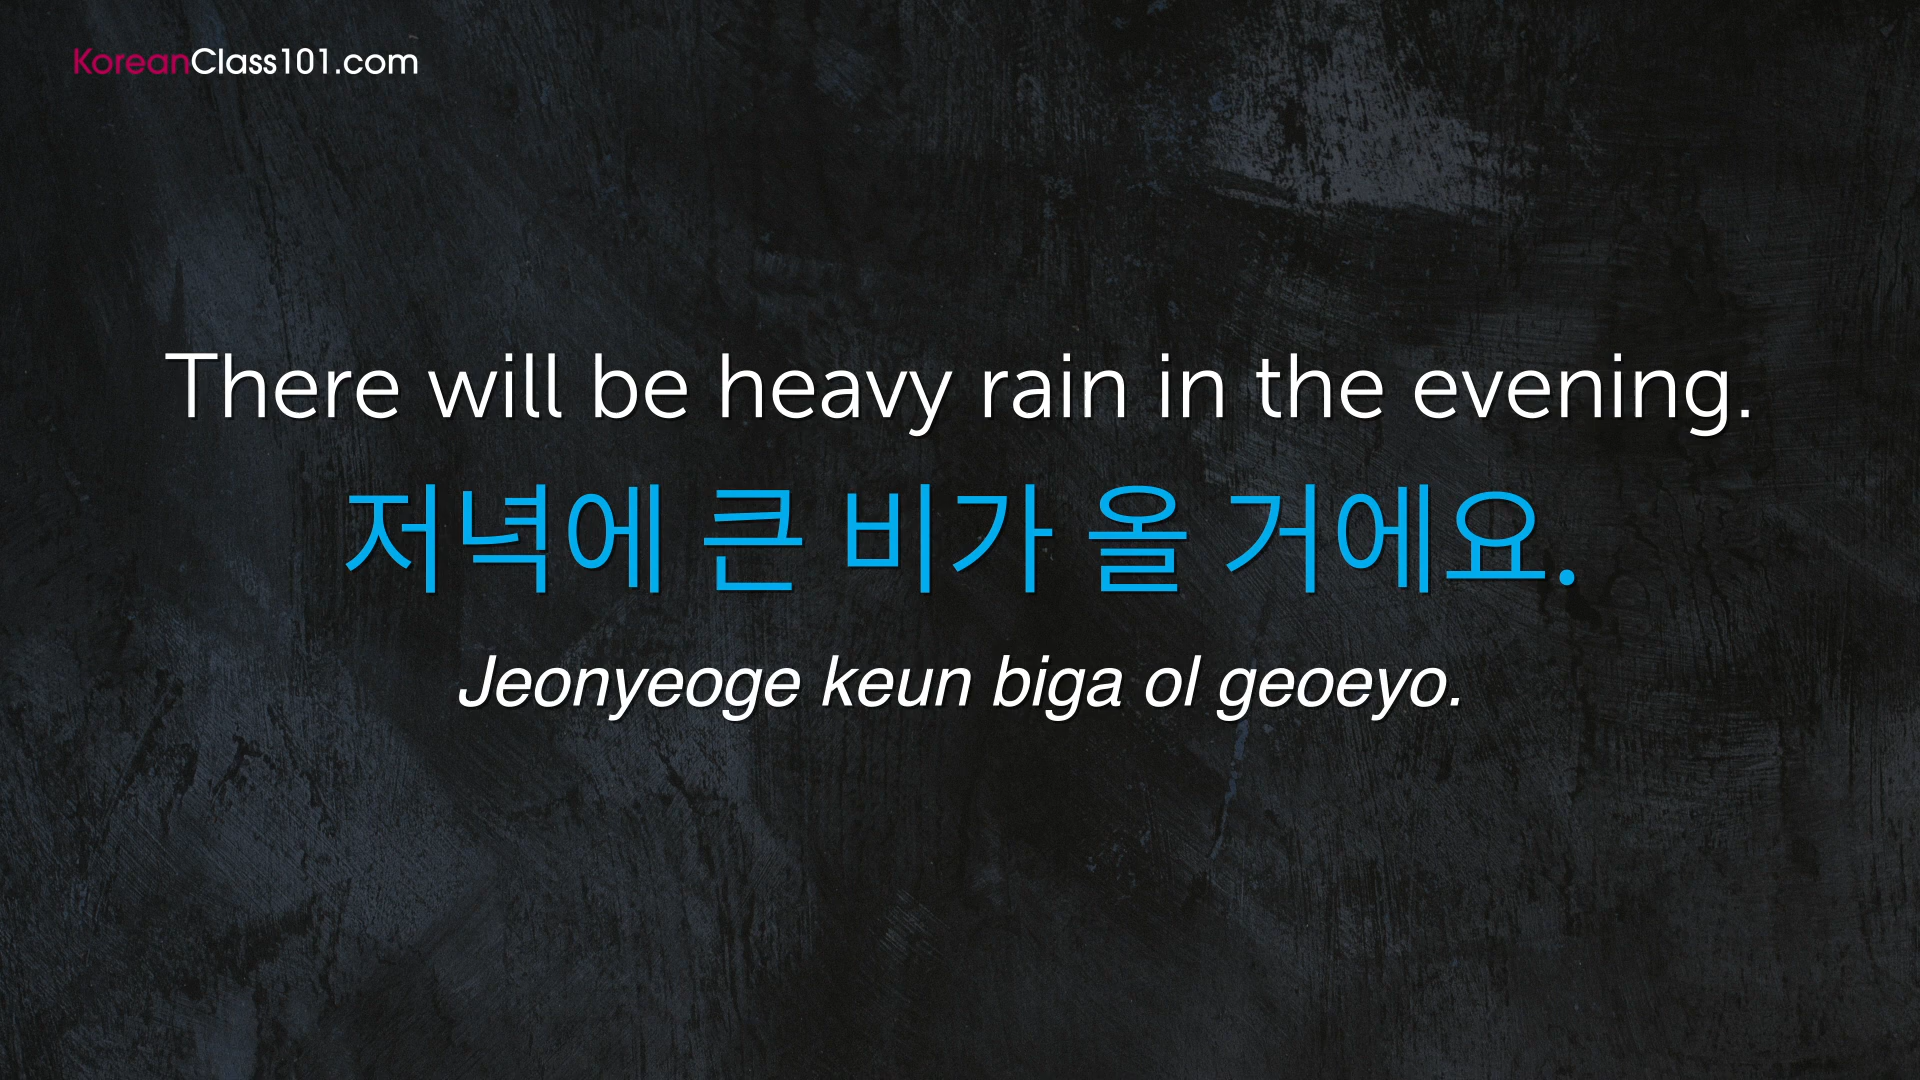 KoreanClass101.com
There will be heavy rain in the evening.
저녁에 큰 비가 올 거에요.
Jeonyeoge keun biga ol geoeyo.